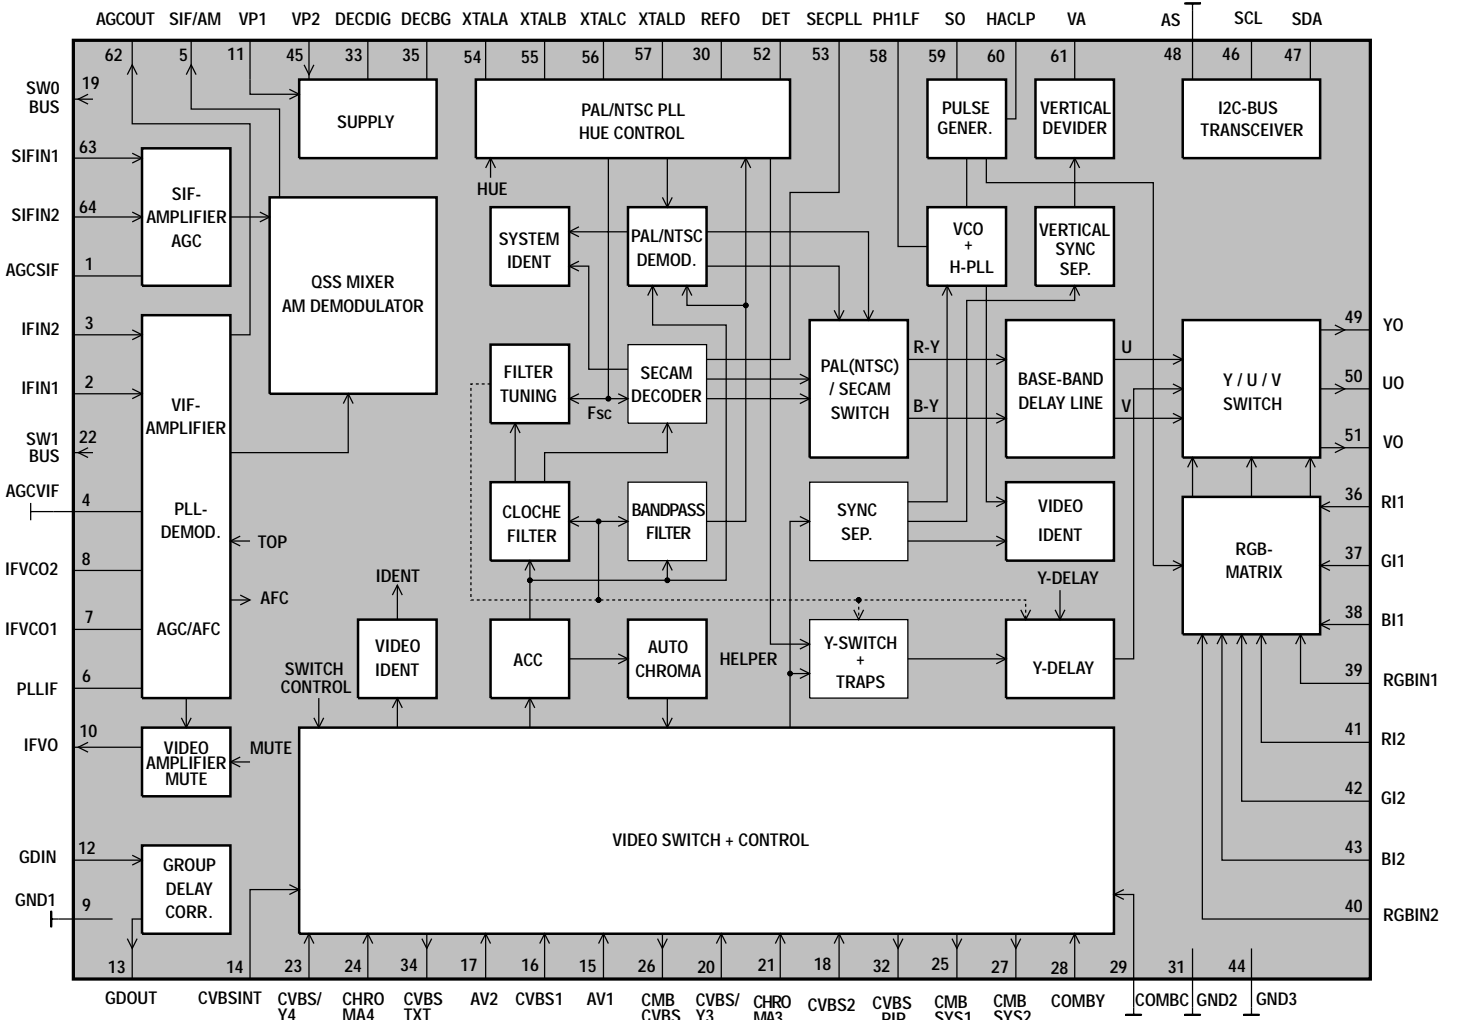 AGCOUT SIF/AM VP1 VP2 DECDIG DECBG XTALA XTALB XTALC XTALD REFO DET SECPLL PH1LF SO HACLP VA AS SCL SDA
62 5 11 45 33 35 54 55 56 57 30 52 53 58 59 60 61 48 46 47
SW0
BUS
19
SIFIN1
63
SIFIN2
64
AGCSIF
1
IFIN2
3
IFIN1
2
SW1
BUS
22
AGCVIF
4
IFVCO2
8
IFVCO1
7
PLLIF
6
IFVO
10
GDIN
12
GND1
9
SUPPLY
PAL/NTSC PLL
HUE CONTROL
PULSE
GENER.
VERTICAL
DEVIDER
I2C-BUS
TRANSCEIVER
SIF-
AMPLIFIER
AGC
QSS MIXER
AM DEMODULATOR
HUE
SYSTEM
IDENT
PAL/NTSC
DEMOD.
VCO
+
H-PLL
VERTICAL
SYNC
SEP.
VIF-
AMPLIFIER
PLL-
DEMOD.
AGC/AFC
TOP
AFC
FILTER
TUNING
Fsc
SECAM
DECODER
PAL(NTSC)
/ SECAM
SWITCH
R-Y
B-Y
BASE-BAND
DELAY LINE
U
V
Y / U / V
SWITCH
49
YO
50
UO
51
VO
CLOCHE
FILTER
BANDPASS
FILTER
SYNC
SEP.
VIDEO
IDENT
RGB-
MATRIX
36
RI1
37
GI1
38
BI1
39
RGBIN1
41
RI2
42
GI2
43
BI2
40
RGBIN2
IDENT
VIDEO
IDENT
SWITCH
CONTROL
ACC
AUTO
CHROMA
HELPER
Y-SWITCH
+
TRAPS
Y-DELAY
Y-DELAY
VIDEO
AMPLIFIER
MUTE
MUTE
VIDEO SWITCH + CONTROL
GROUP
DELAY
CORR.
13 14 23 24 34 17 16 15 26 20 21 18 32 25 27 28 29 31 44
GDOUT CVBSINT CVBS/ CHRO CVBS AV2 CVBS1 AV1 CMB CVBS/ CHRO CVBS2 CVBS CMB CMB COMBY COMBC GND2 GND3
Y4 MA4 TXT CVBS Y3 MA3 PIP SYS1 SYS2